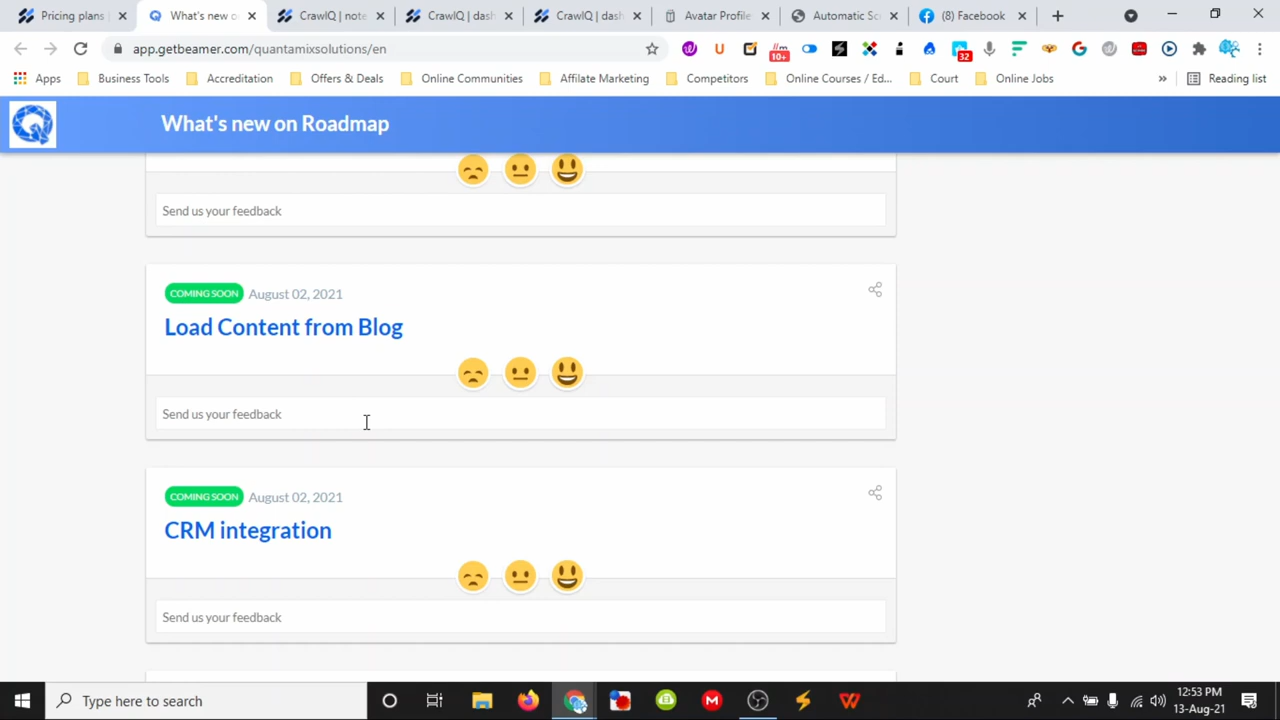 Pricing plans
What's new o
CrawlQ | note
CrawlQ | dash
CrawlQ | dash
Avatar Profile
Automatic Sc
(8) Facebook
app.getbeamer.com/quantamixsolutions/en
10+
32
Apps
Business Tools
Accreditation
Offers & Deals
Online Communities
Affilate Marketing
Competitors
Online Courses / Ed...
Court
Online Jobs
»
Reading list
What's new on Roadmap
Send us your feedback
COMING SOON August 02, 2021
Load Content from Blog
Send us your feedback
COMING SOON August 02, 2021
CRM integration
Send us your feedback
Type here to search
12:53 PM
13-Aug-21